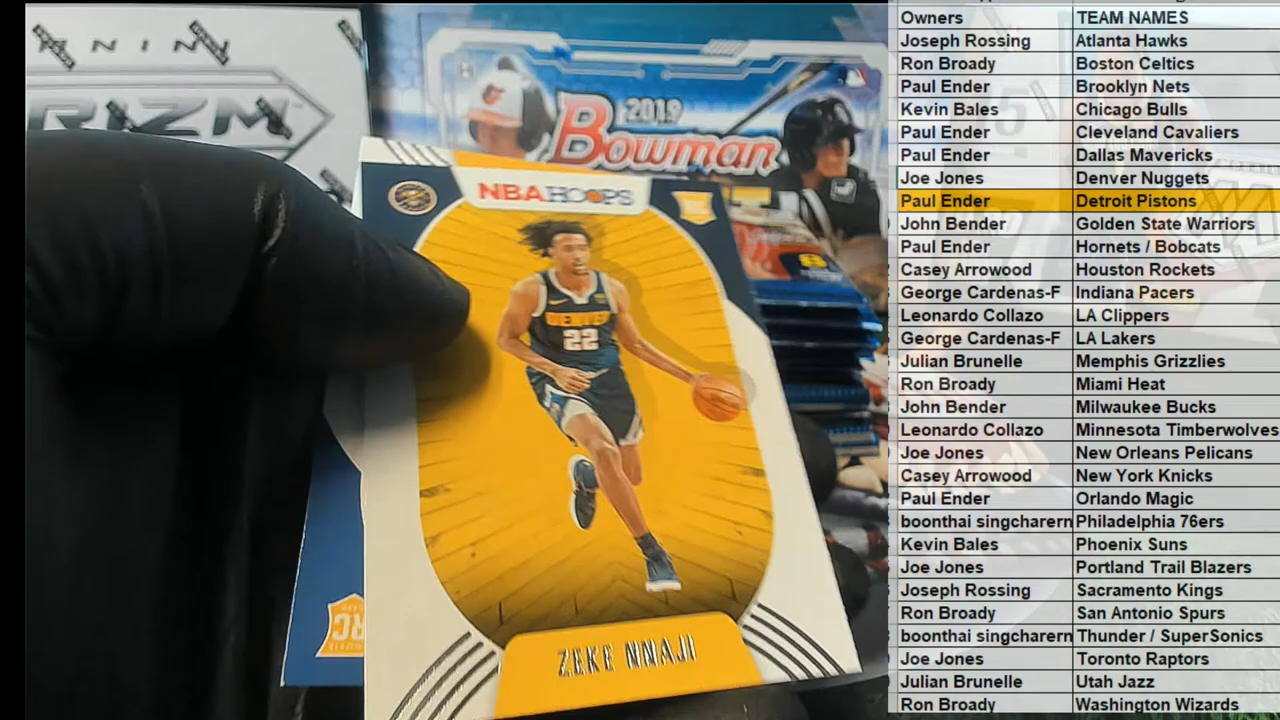 PANINI
PRIZM
2019
Bowman
NBA HOOPS
DENVER
22
ZEKE NNAJI
RC
Owners TEAM NAMES
Joseph Rossing Atlanta Hawks
Ron Broady Boston Celtics
Paul Ender Brooklyn Nets
Kevin Bales Chicago Bulls
Paul Ender Cleveland Cavaliers
Paul Ender Dallas Mavericks
Joe Jones Denver Nuggets
Paul Ender Detroit Pistons
John Bender Golden State Warriors
Paul Ender Hornets / Bobcats
Casey Arrowood Houston Rockets
George Cardenas-F Indiana Pacers
Leonardo Collazo LA Clippers
George Cardenas-F LA Lakers
Julian Brunelle Memphis Grizzlies
Ron Broady Miami Heat
John Bender Milwaukee Bucks
Leonardo Collazo Minnesota Timberwolves
Joe Jones New Orleans Pelicans
Casey Arrowood New York Knicks
Paul Ender Orlando Magic
boonthai singcharern Philadelphia 76ers
Kevin Bales Phoenix Suns
Joe Jones Portland Trail Blazers
Joseph Rossing Sacramento Kings
Ron Broady San Antonio Spurs
boonthai singcharern Thunder / SuperSonics
Joe Jones Toronto Raptors
Julian Brunelle Utah Jazz
Ron Broady Washington Wizards